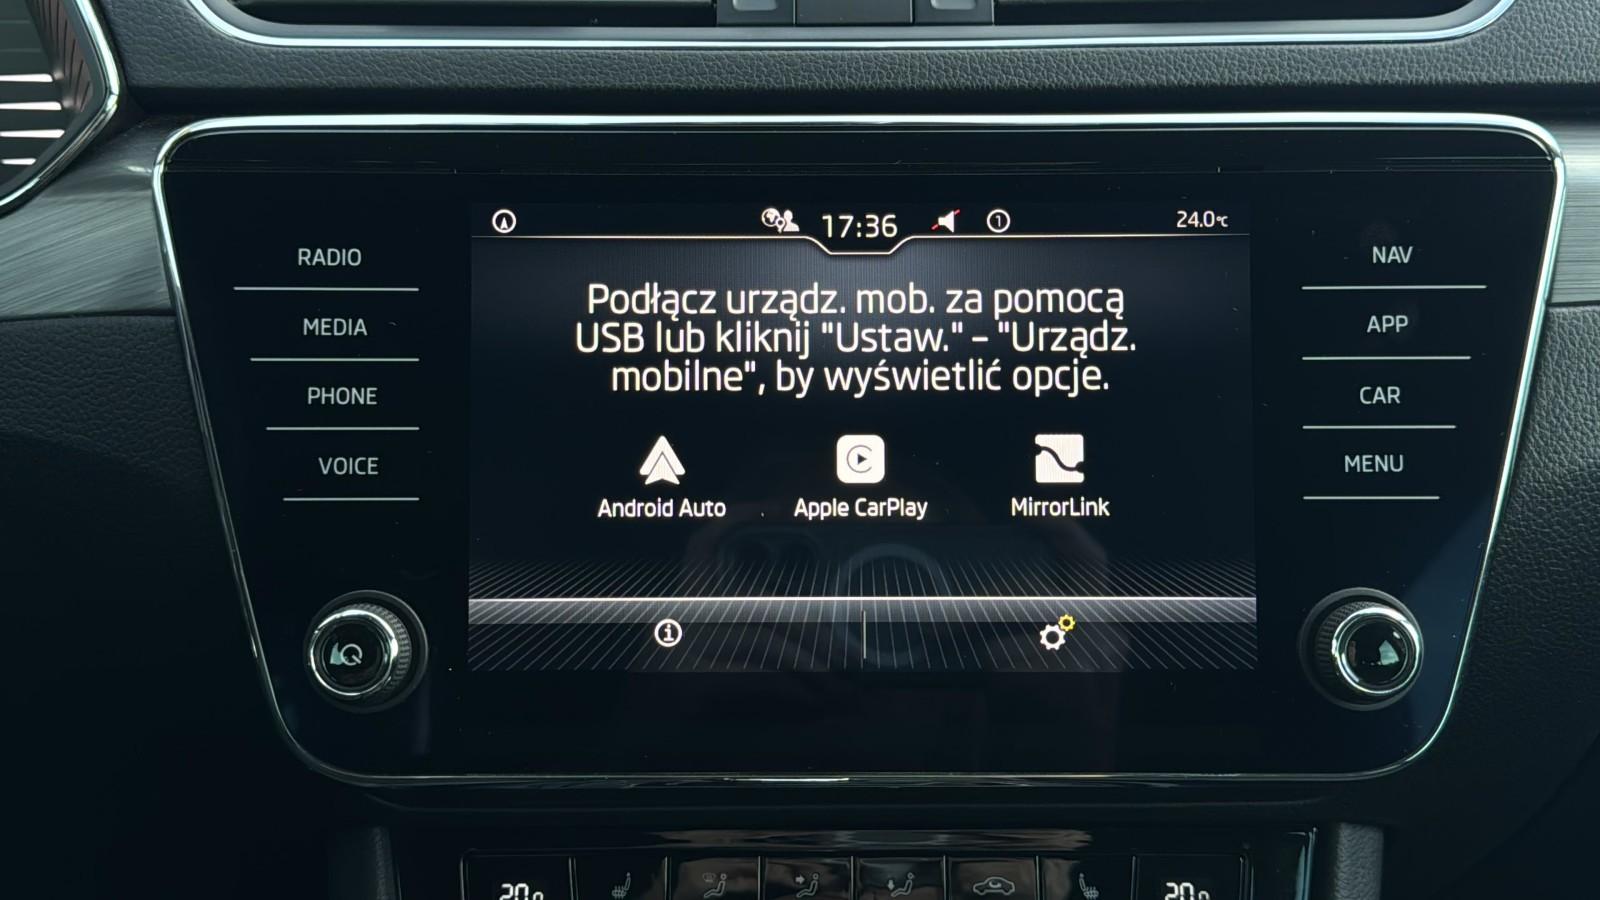 17:36
1
24.0°C
RADIO
MEDIA
PHONE
VOICE
Podłącz urządz. mob. za pomocą
USB lub kliknij "Ustaw." – "Urządz.
mobilne", by wyświetlić opcje.
Android Auto
Apple CarPlay
MirrorLink
NAV
APP
CAR
MENU